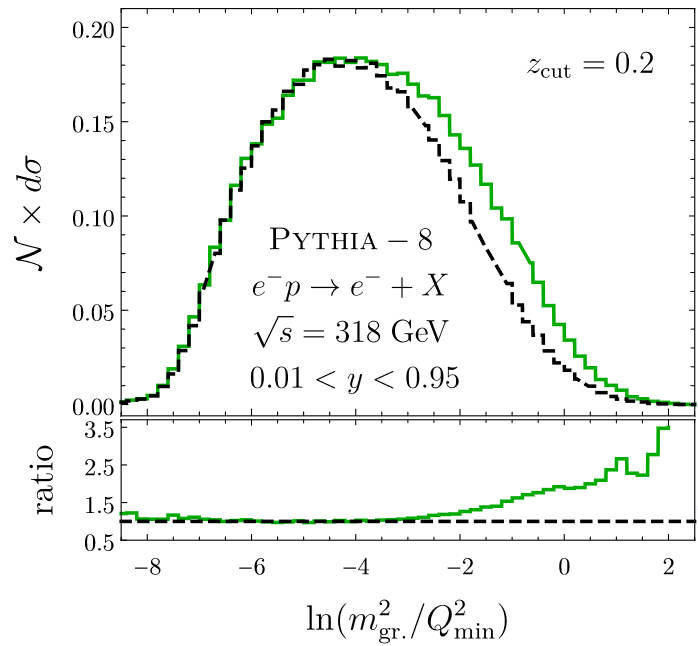 0.20
z_cut = 0.2
0.15
𝒩 × dσ
0.10
PYTHIA − 8
e⁻p → e⁻ + X
0.05
√s = 318 GeV
0.01 < y < 0.95
0.00
3.5
2.5
ratio
1.5
0.5
−8 −6 −4 −2 0 2
ln(m²_gr./Q²_min)